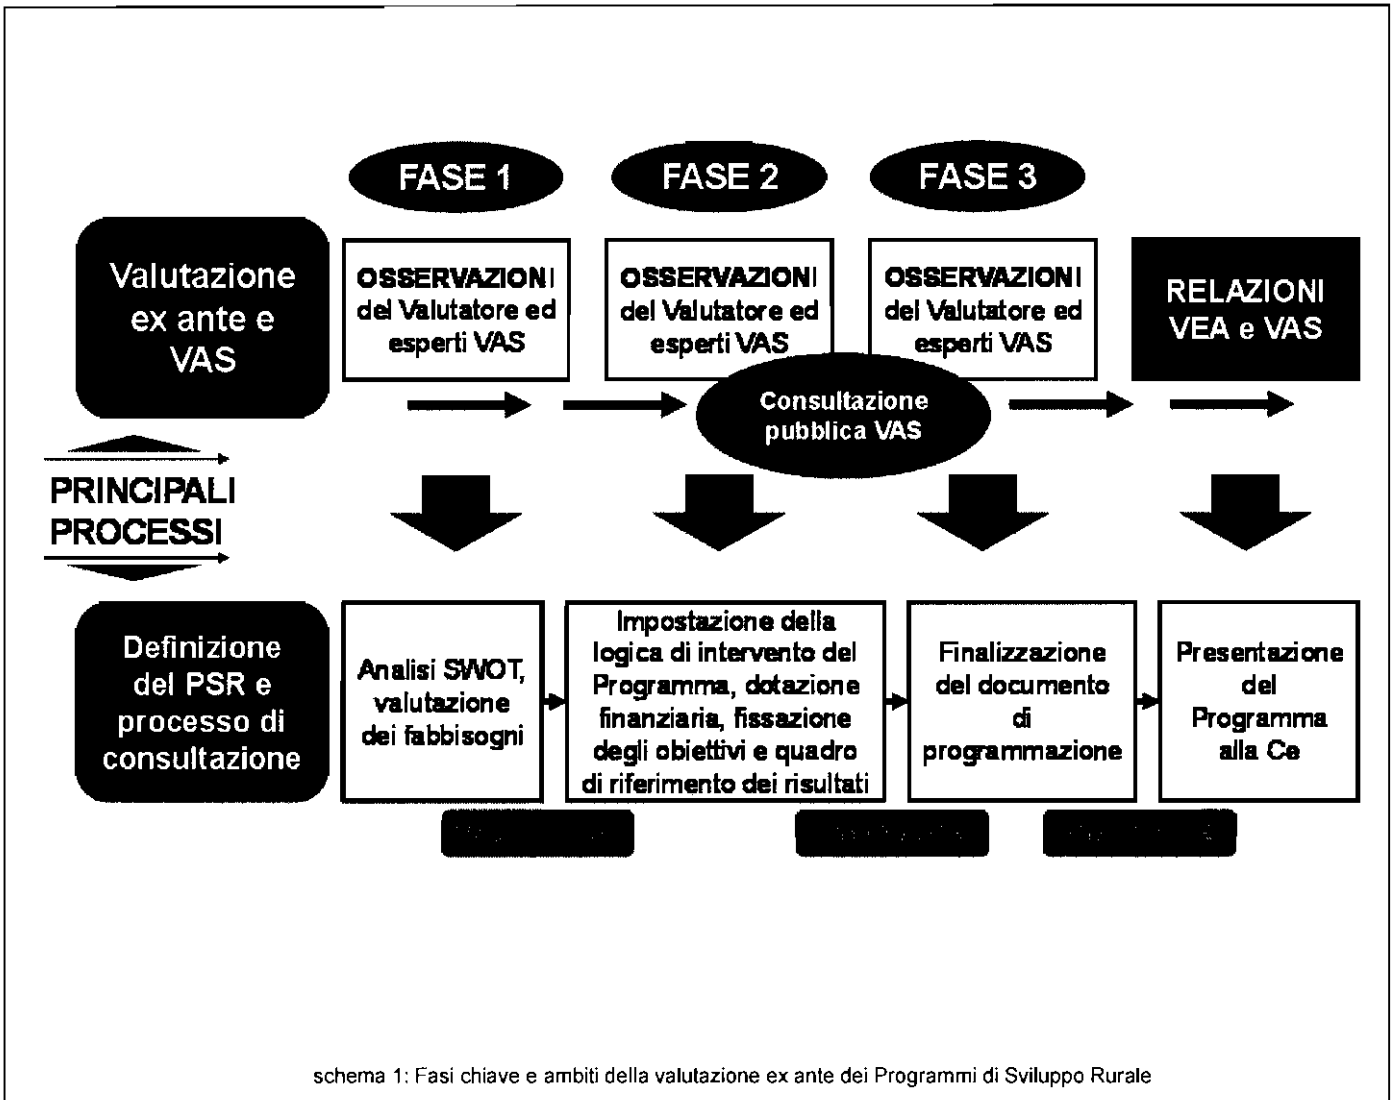 FASE 1
FASE 2
FASE 3
Valutazione
ex ante e
VAS
OSSERVAZIONI
del Valutatore ed
esperti VAS
OSSERVAZIONI
del Valutatore ed
esperti VAS
OSSERVAZIONI
del Valutatore ed
esperti VAS
RELAZIONI
VEA e VAS
Consultazione
pubblica VAS
PRINCIPALI
PROCESSI
Definizione
del PSR e
processo di
consultazione
Analisi SWOT,
valutazione
dei fabbisogni
Impostazione della
logica di intervento del
Programma, dotazione
finanziaria, fissazione
degli obiettivi e quadro
di riferimento dei risultati
Finalizzazione
del documento
di
programmazione
Presentazione
del
Programma
alla Ce
schema 1: Fasi chiave e ambiti della valutazione ex ante dei Programmi di Sviluppo Rurale